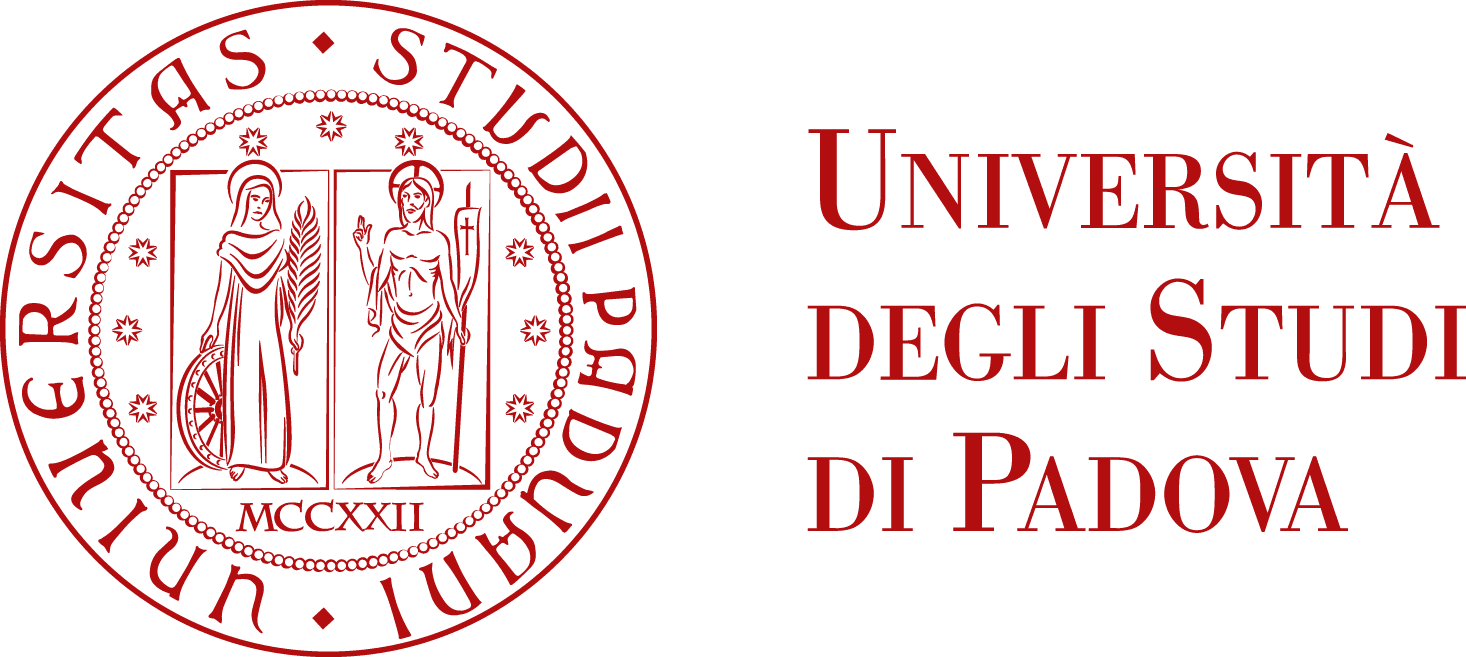 UNIVERSITAS · STUDII PADUANI ·
MCCXXII
UNIVERSITÀ
DEGLI STUDI
DI PADOVA